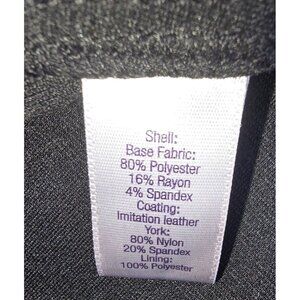 Shell:
Base Fabric:
80% Polyester
16% Rayon
4% Spandex
Coating:
Imitation leather
York:
80% Nylon
20% Spandex
Lining:
100% Polyester